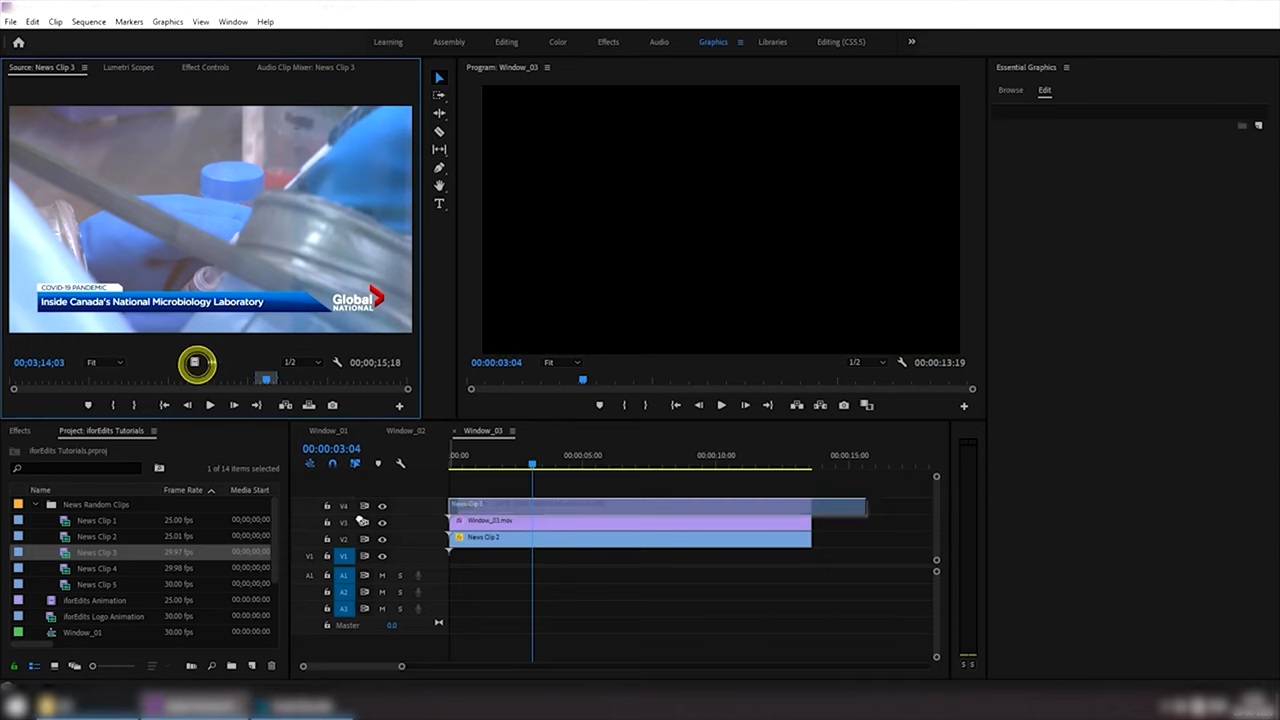 File Edit Clip Sequence Markers Graphics View Window Help
Learning Assembly Editing Color Effects Audio Graphics Libraries Editing (CS5.5)
Source: News Clip 3 Lumetri Scopes Effect Controls Audio Clip Mixer: News Clip 3
Program: Window_03
Essential Graphics
Browse Edit
COVID-19 PANDEMIC
Inside Canada's National Microbiology Laboratory
Global
NATIONAL
00;03;14;03 Fit 1/2 00;00;15;18
00:00:03:04 Fit 1/2 00:00:13:19
Effects Project: iforEdits Tutorials
iforEdits Tutorials.prproj
1 of 14 items selected
Name Frame Rate Media Start
News Random Clips
News Clip 1 25.00 fps 00;00;00;00
News Clip 2 25.01 fps 00;00;00;00
News Clip 3 29.97 fps 00;00;00;00
News Clip 4 29.98 fps 00;00;00;00
News Clip 5 30.00 fps 00;00;00;00
iforEdits Animation 25.00 fps 00:00:00:00
iforEdits Logo Animation 30.00 fps 00;00;00;00
Window_01 30.00 fps 00:00:00:00
Window_01 Window_02 Window_03
00:00:03:04
:00:00 00:00:05:00 00:00:10:00 00:00:15:00
V4 News Clip 3
V3 Window_03.mov
V2 News Clip 2
V1 V1
A1 A1 M S
A2 M S
A3 M S
Master 0.0
S S